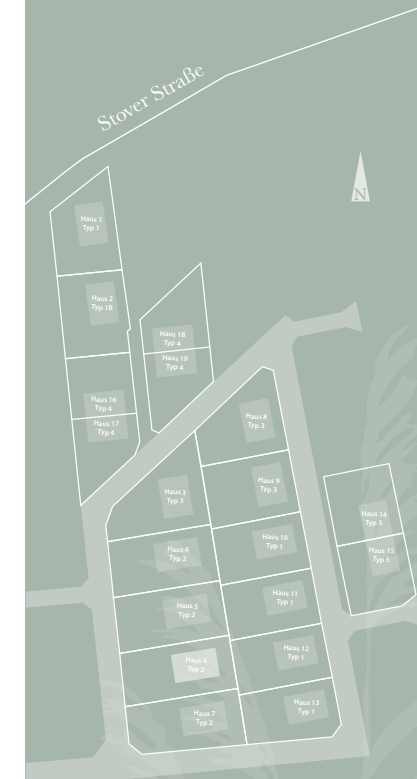 Stover Straße
N
Haus 1
Typ 1
Haus 2
Typ 1B
Haus 18
Typ 4
Haus 19
Typ 4
Haus 16
Typ 4
Haus 17
Typ 4
Haus 8
Typ 3
Haus 9
Typ 3
Haus 3
Typ 3
Haus 14
Typ 5
Haus 10
Typ 1
Haus 4
Typ 2
Haus 15
Typ 5
Haus 11
Typ 1
Haus 5
Typ 2
Haus 12
Typ 1
Haus 6
Typ 2
Haus 13
Typ 1
Haus 7
Typ 2